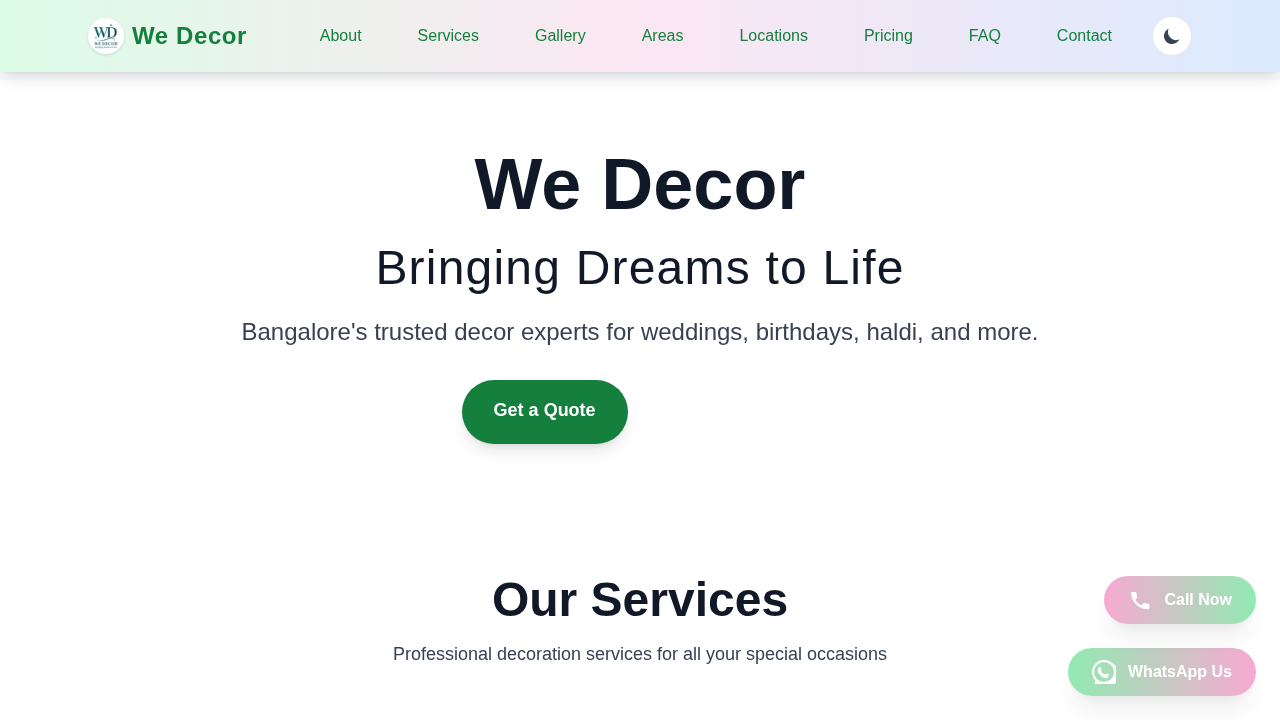 WD
WE DECOR
We Decor
About
Services
Gallery
Areas
Locations
Pricing
FAQ
Contact
We Decor
Bringing Dreams to Life
Bangalore's trusted decor experts for weddings, birthdays, haldi, and more.
Get a Quote
Our Services
Professional decoration services for all your special occasions
Call Now
WhatsApp Us